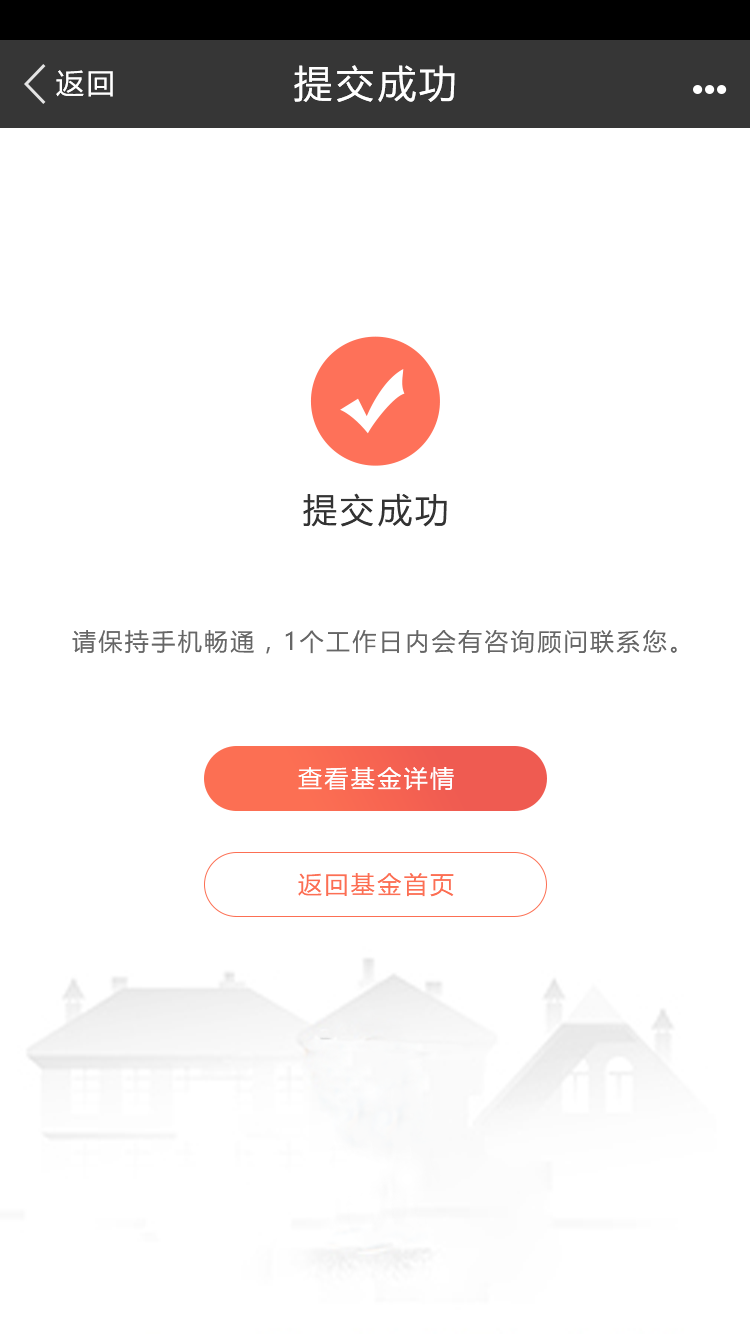 返回
提交成功
提交成功
请保持手机畅通，1个工作日内会有咨询顾问联系您。
查看基金详情
返回基金首页